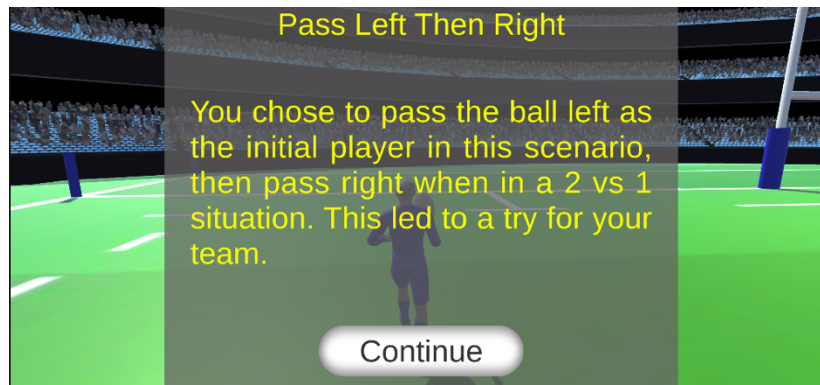 Pass Left Then Right
You chose to pass the ball left as
the initial player in this scenario,
then pass right when in a 2 vs 1
situation. This led to a try for your
team.
Continue